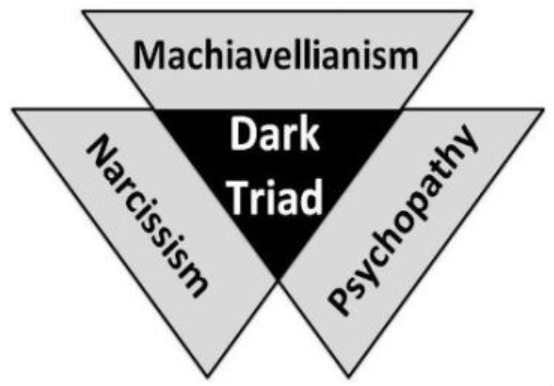 Machiavellianism
Dark
Triad
Narcissism
Psychopathy